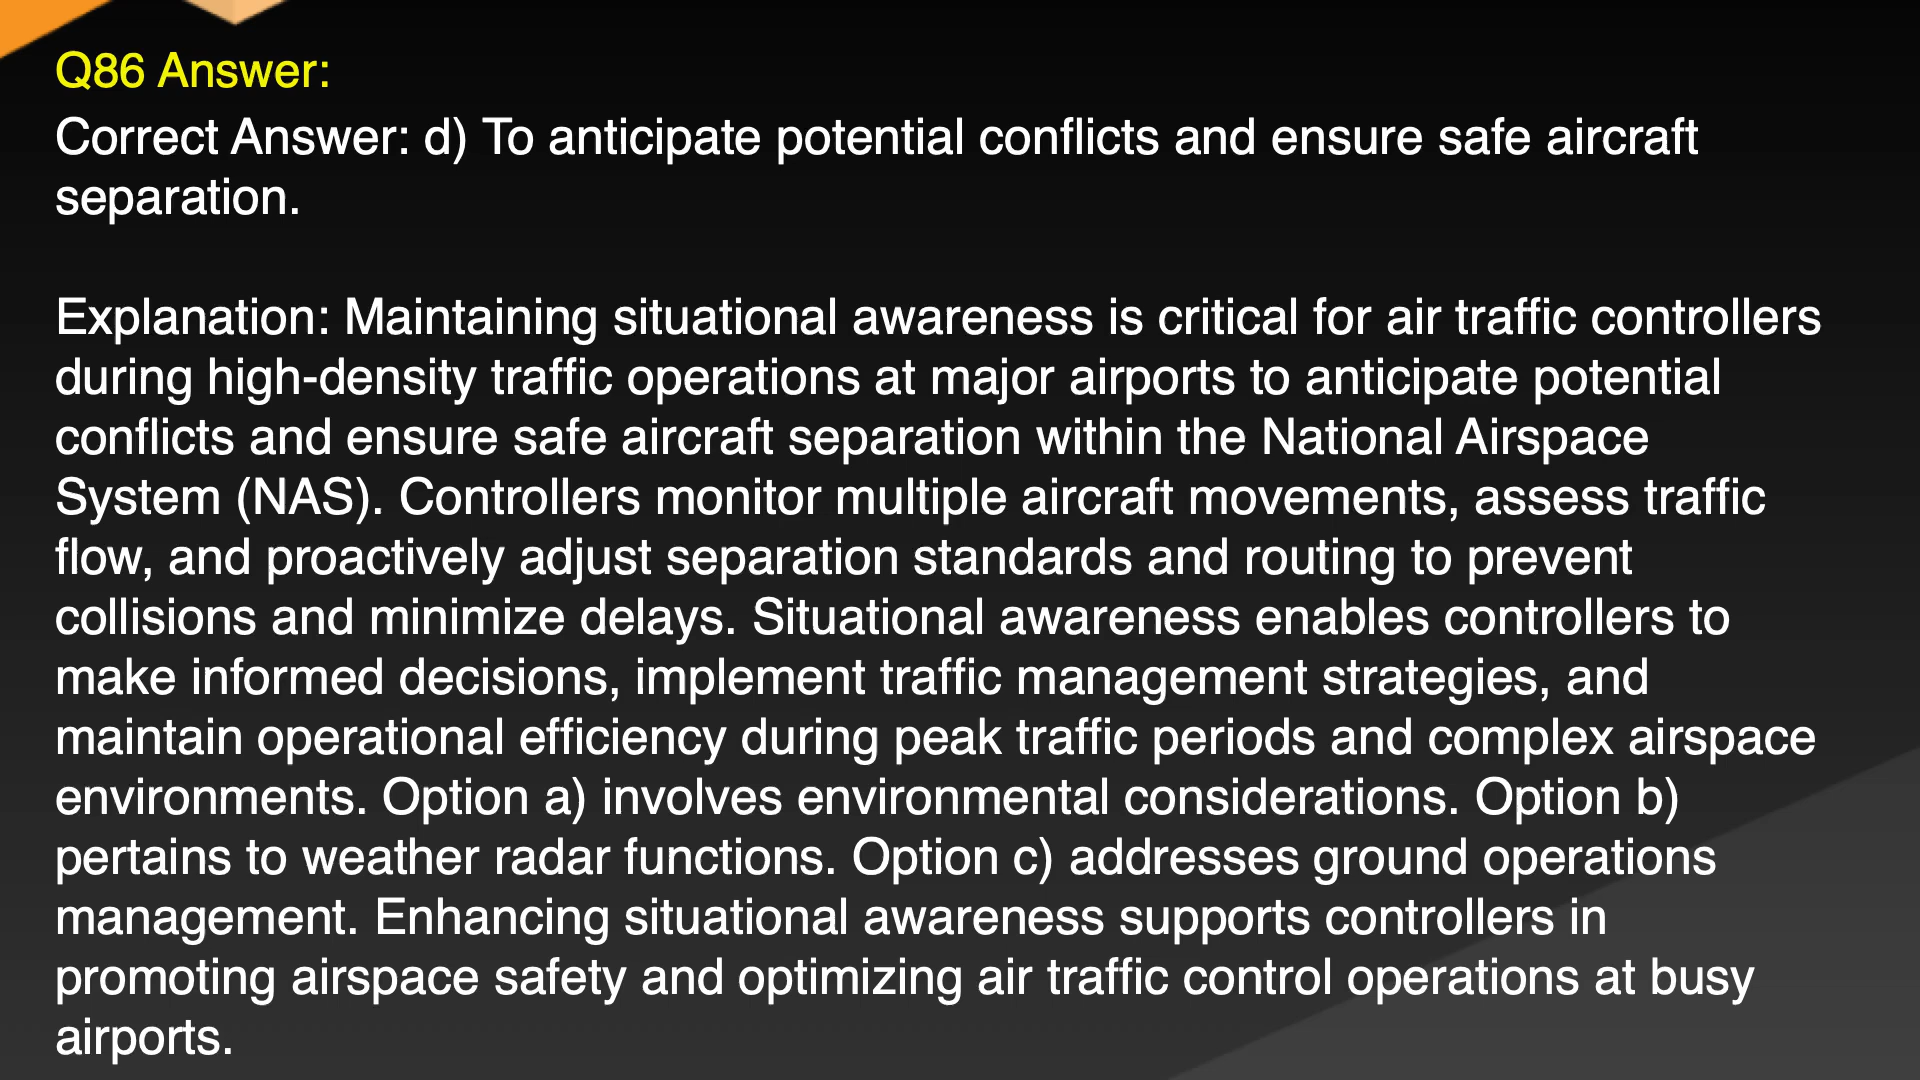 Q86 Answer:
Correct Answer: d) To anticipate potential conflicts and ensure safe aircraft
separation.
Explanation: Maintaining situational awareness is critical for air traffic controllers
during high-density traffic operations at major airports to anticipate potential
conflicts and ensure safe aircraft separation within the National Airspace
System (NAS). Controllers monitor multiple aircraft movements, assess traffic
flow, and proactively adjust separation standards and routing to prevent
collisions and minimize delays. Situational awareness enables controllers to
make informed decisions, implement traffic management strategies, and
maintain operational efficiency during peak traffic periods and complex airspace
environments. Option a) involves environmental considerations. Option b)
pertains to weather radar functions. Option c) addresses ground operations
management. Enhancing situational awareness supports controllers in
promoting airspace safety and optimizing air traffic control operations at busy
airports.